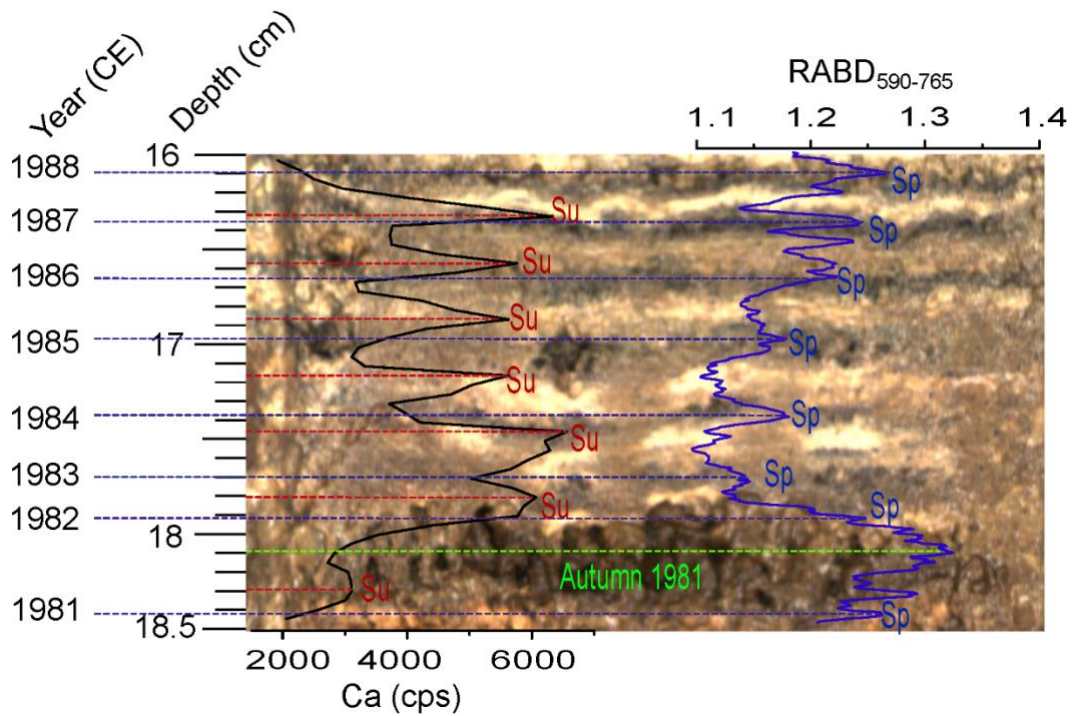 Year (CE)
Depth (cm)
RABD590-765
1.1 1.2 1.3 1.4
1988 16
Sp
Su
1987
Sp
Su
1986
Sp
Su
1985 17
Sp
Su
1984
Sp
Su
1983
Sp
Su
1982
Sp
18
Autumn 1981
Su
1981
Sp
18.5
2000 4000 6000
Ca (cps)